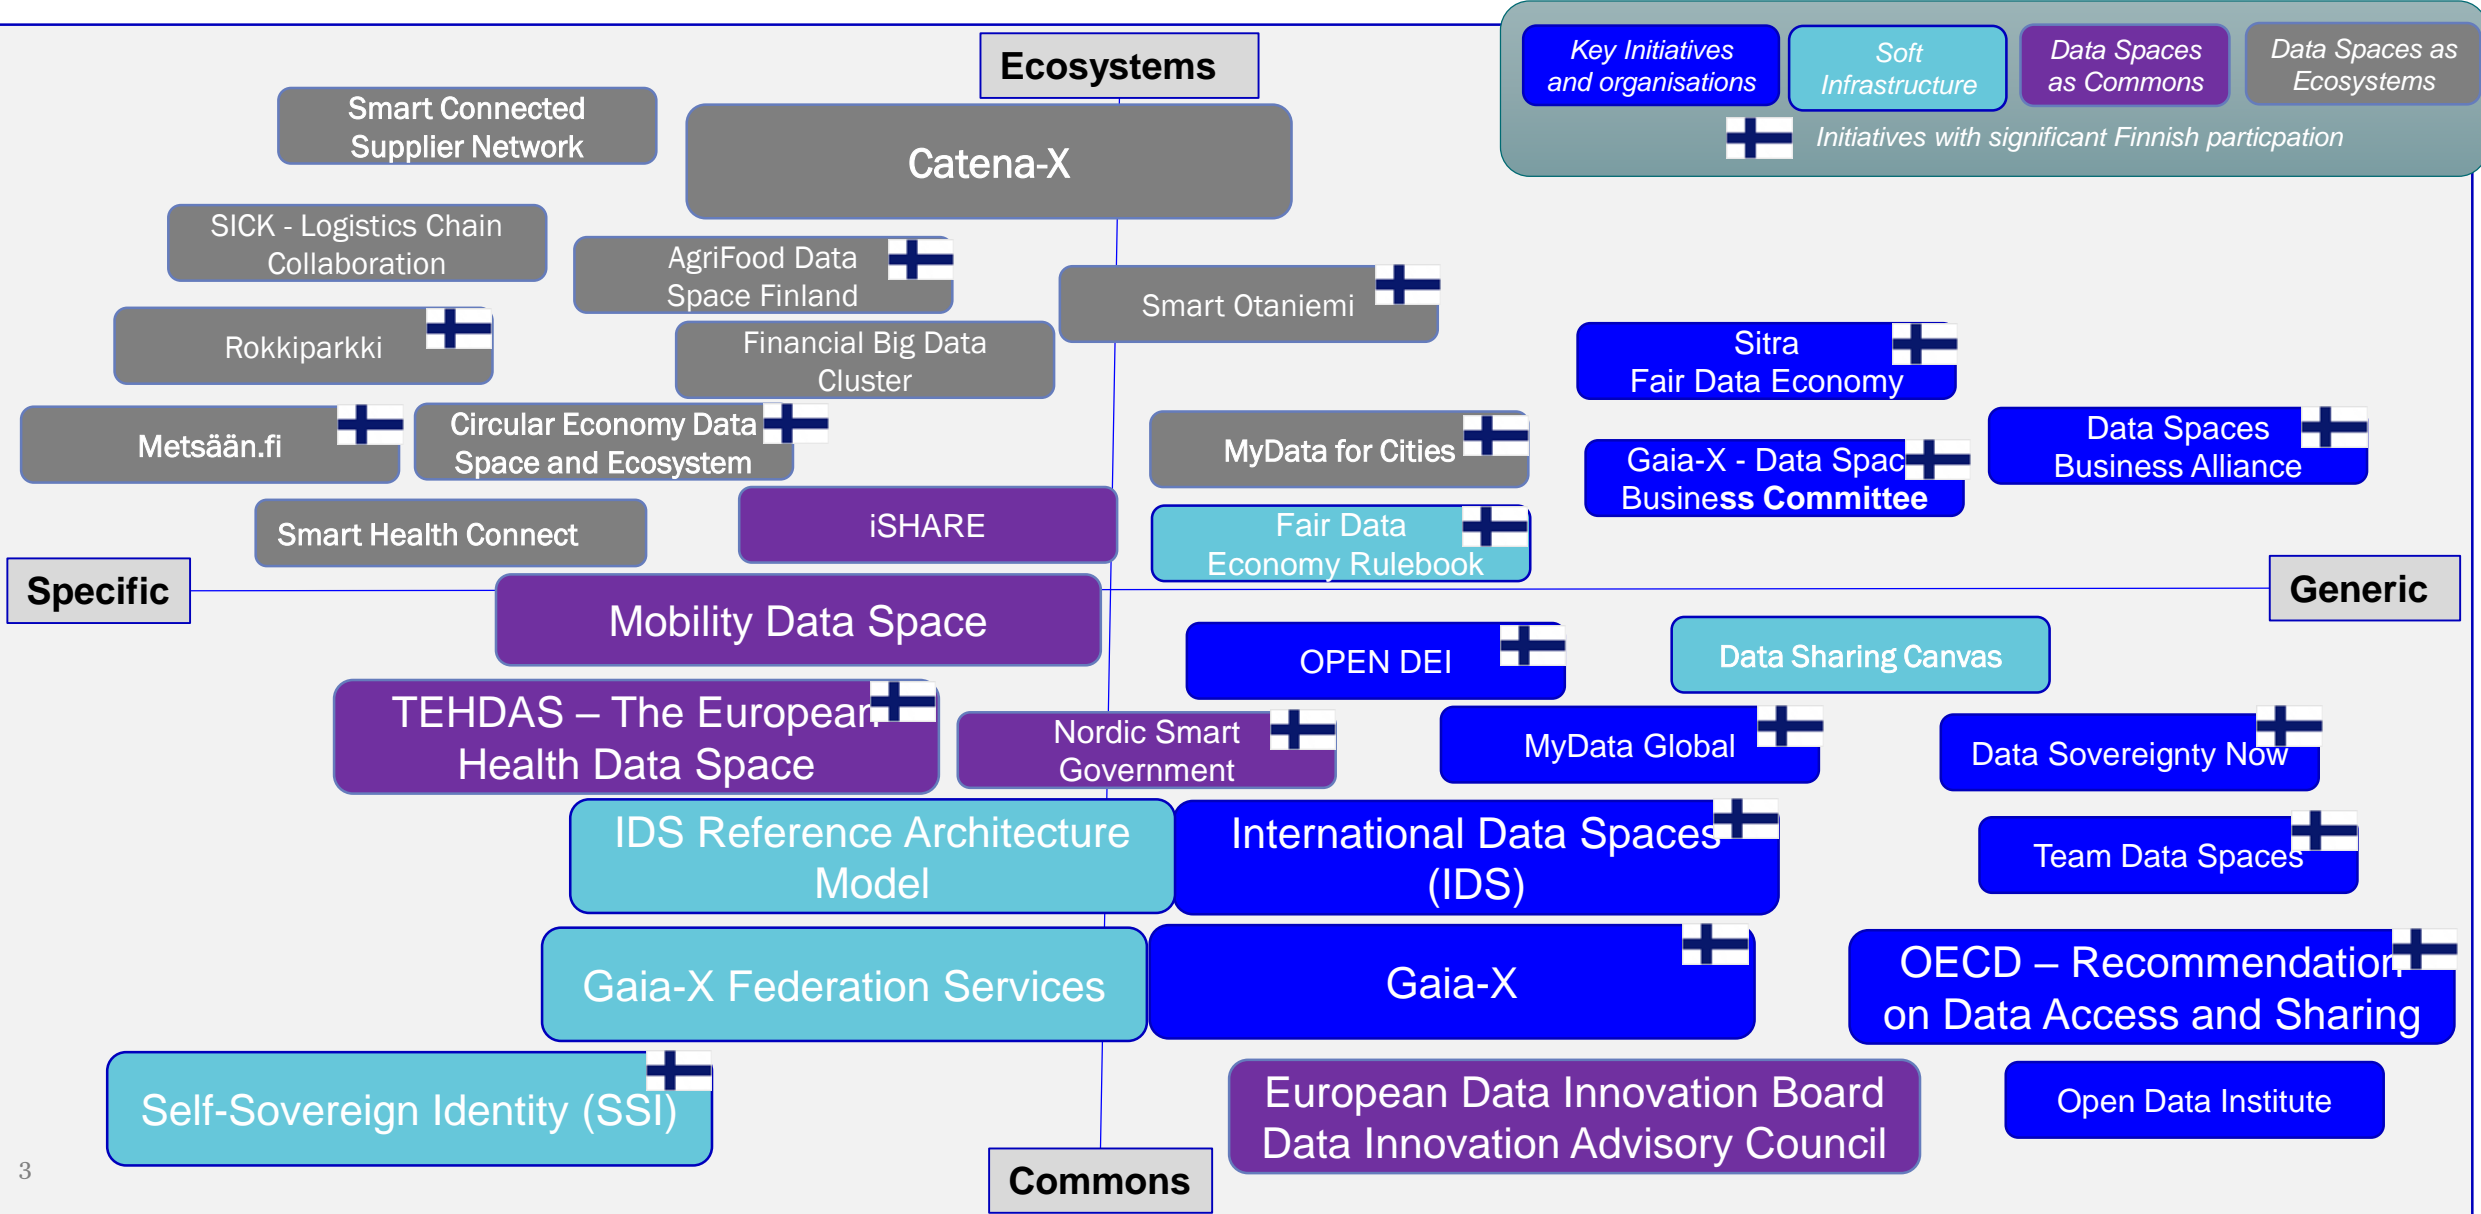 Ecosystems
Key Initiatives
and organisations
Soft
Infrastructure
Data Spaces
as Commons
Data Spaces as
Ecosystems
Initiatives with significant Finnish particpation
Smart Connected
Supplier Network
Catena-X
SICK - Logistics Chain
Collaboration
AgriFood Data
Space Finland
Smart Otaniemi
Rokkiparkki
Financial Big Data
Cluster
Sitra
Fair Data Economy
Metsään.fi
Circular Economy Data
Space and Ecosystem
MyData for Cities
Gaia-X - Data Spac
Business Committee
Data Spaces
Business Alliance
Smart Health Connect
iSHARE
Fair Data
Economy Rulebook
Specific
Generic
Mobility Data Space
OPEN DEI
Data Sharing Canvas
TEHDAS – The European
Health Data Space
Nordic Smart
Government
MyData Global
Data Sovereignty Now
IDS Reference Architecture
Model
International Data Spaces
(IDS)
Team Data Spaces
Gaia-X Federation Services
Gaia-X
OECD – Recommendation
on Data Access and Sharing
Self-Sovereign Identity (SSI)
European Data Innovation Board
Data Innovation Advisory Council
Open Data Institute
3
Commons